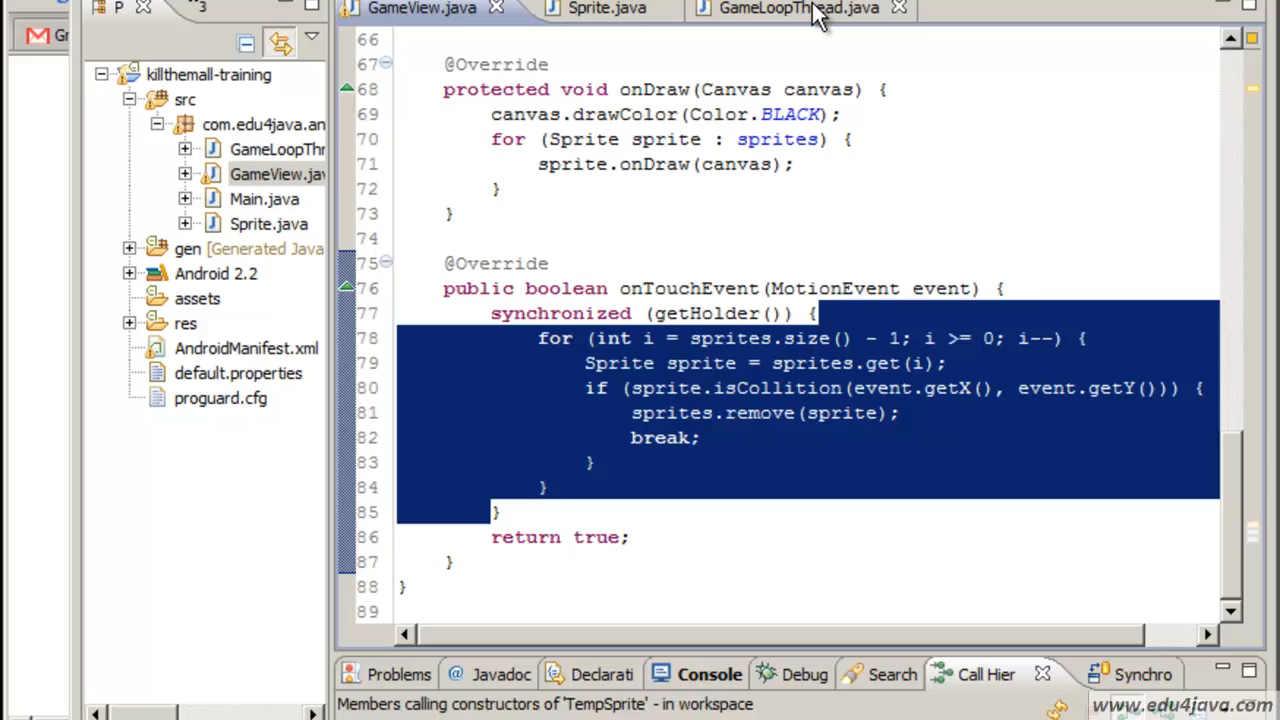 GameView.java
Sprite.java
GameLoopThread.java
P
3
Gr
killthemall-training
src
com.edu4java.an
GameLoopThr
GameView.jav
Main.java
Sprite.java
gen [Generated Java
Android 2.2
assets
res
AndroidManifest.xml
default.properties
proguard.cfg
66
67 @Override
68 protected void onDraw(Canvas canvas) {
69 canvas.drawColor(Color.BLACK);
70 for (Sprite sprite : sprites) {
71 sprite.onDraw(canvas);
72 }
73 }
74
75 @Override
76 public boolean onTouchEvent(MotionEvent event) {
77 synchronized (getHolder()) {
78 for (int i = sprites.size() - 1; i >= 0; i--) {
79 Sprite sprite = sprites.get(i);
80 if (sprite.isCollition(event.getX(), event.getY())) {
81 sprites.remove(sprite);
82 break;
83 }
84 }
85 }
86 return true;
87 }
88 }
89
Problems
@ Javadoc
Declarati
Console
Debug
Search
Call Hier
Synchro
Members calling constructors of 'TempSprite' - in workspace
www.edu4java.com